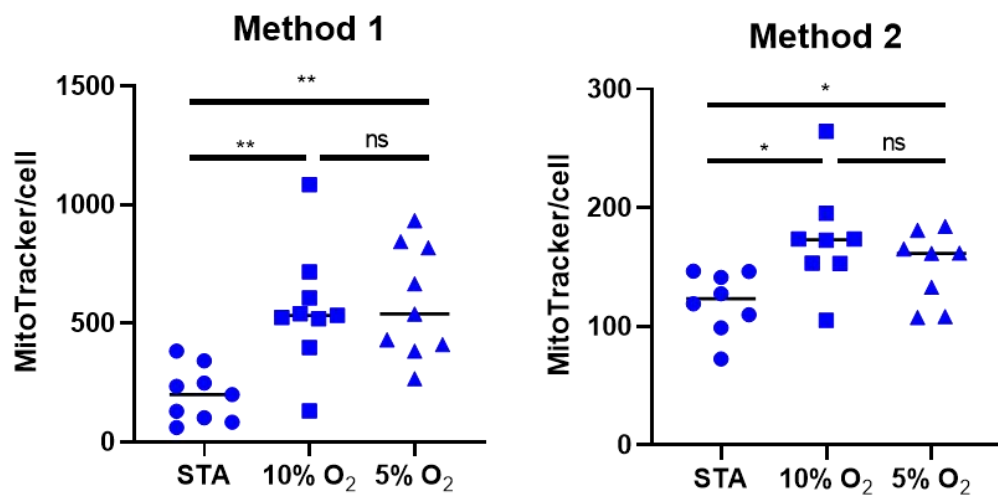 Method 1
MitoTracker/cell
1500
1000
500
0
**
**
ns
STA
10% O₂
5% O₂
Method 2
MitoTracker/cell
300
200
100
0
*
*
ns
STA
10% O₂
5% O₂